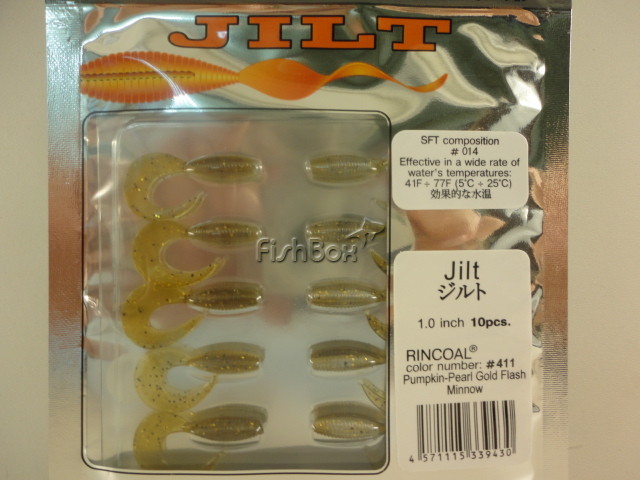 JILT
SFT composition
# 014
Effective in a wide rate of
water's temperatures:
41F ÷ 77F (5℃ ÷ 25℃)
効果的な水温
FishBox
Jilt
ジルト
1.0 inch 10pcs.
RINCOAL®
color number: #411
Pumpkin-Pearl Gold Flash
Minnow
4 571115 339430